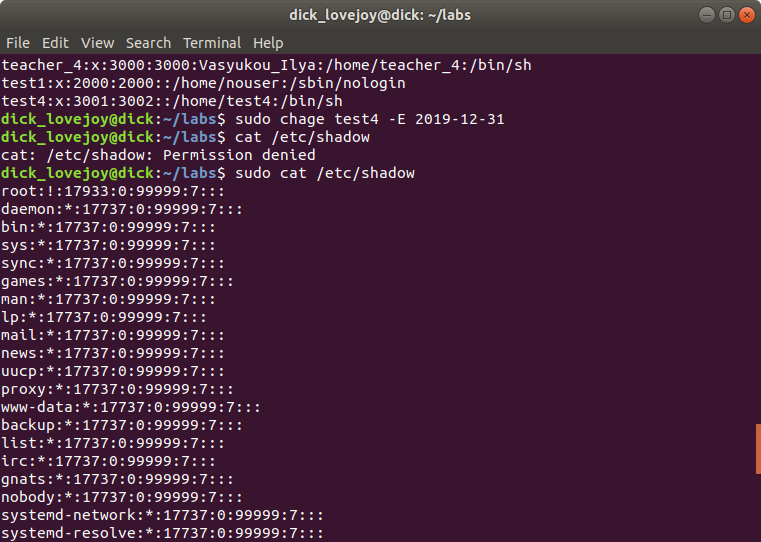 dick_lovejoy@dick: ~/labs
File Edit View Search Terminal Help
teacher_4:x:3000:3000:Vasyukou_Ilya:/home/teacher_4:/bin/sh
test1:x:2000:2000::/home/nouser:/sbin/nologin
test4:x:3001:3002::/home/test4:/bin/sh
dick_lovejoy@dick:~/labs$ sudo chage test4 -E 2019-12-31
dick_lovejoy@dick:~/labs$ cat /etc/shadow
cat: /etc/shadow: Permission denied
dick_lovejoy@dick:~/labs$ sudo cat /etc/shadow
root:!:17933:0:99999:7:::
daemon:*:17737:0:99999:7:::
bin:*:17737:0:99999:7:::
sys:*:17737:0:99999:7:::
sync:*:17737:0:99999:7:::
games:*:17737:0:99999:7:::
man:*:17737:0:99999:7:::
lp:*:17737:0:99999:7:::
mail:*:17737:0:99999:7:::
news:*:17737:0:99999:7:::
uucp:*:17737:0:99999:7:::
proxy:*:17737:0:99999:7:::
www-data:*:17737:0:99999:7:::
backup:*:17737:0:99999:7:::
list:*:17737:0:99999:7:::
irc:*:17737:0:99999:7:::
gnats:*:17737:0:99999:7:::
nobody:*:17737:0:99999:7:::
systemd-network:*:17737:0:99999:7:::
systemd-resolve:*:17737:0:99999:7:::